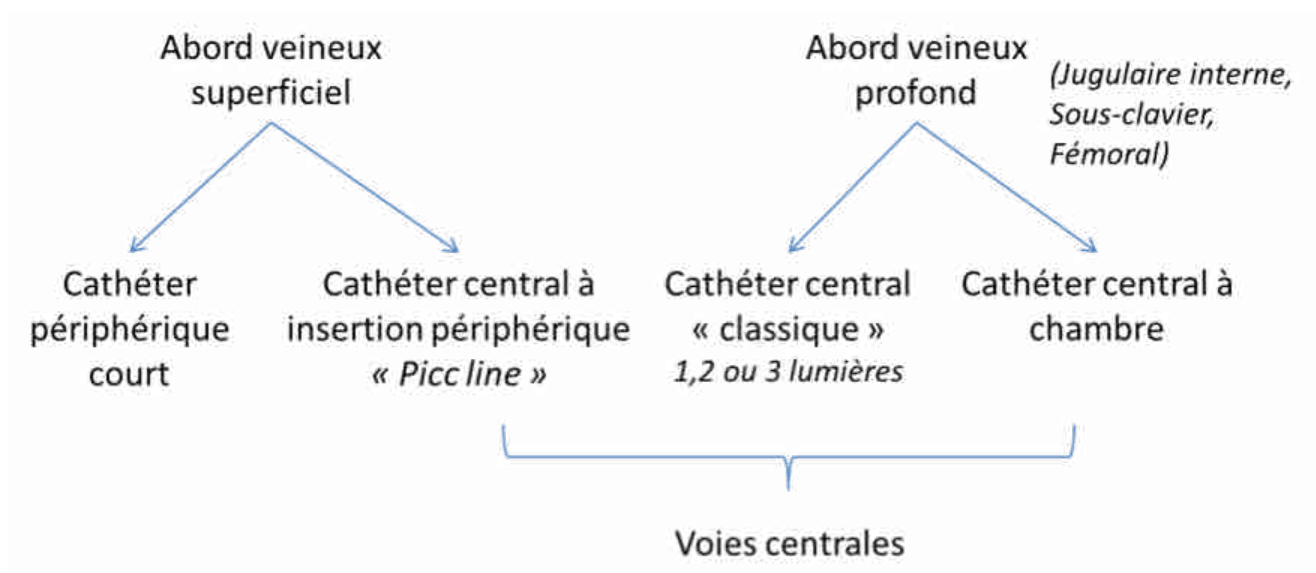 Abord veineux
superficiel
Abord veineux
profond
(Jugulaire interne,
Sous-clavier,
Fémoral)
Cathéter
périphérique
court
Cathéter central à
insertion périphérique
« Picc line »
Cathéter central
« classique »
1,2 ou 3 lumières
Cathéter central à
chambre
Voies centrales